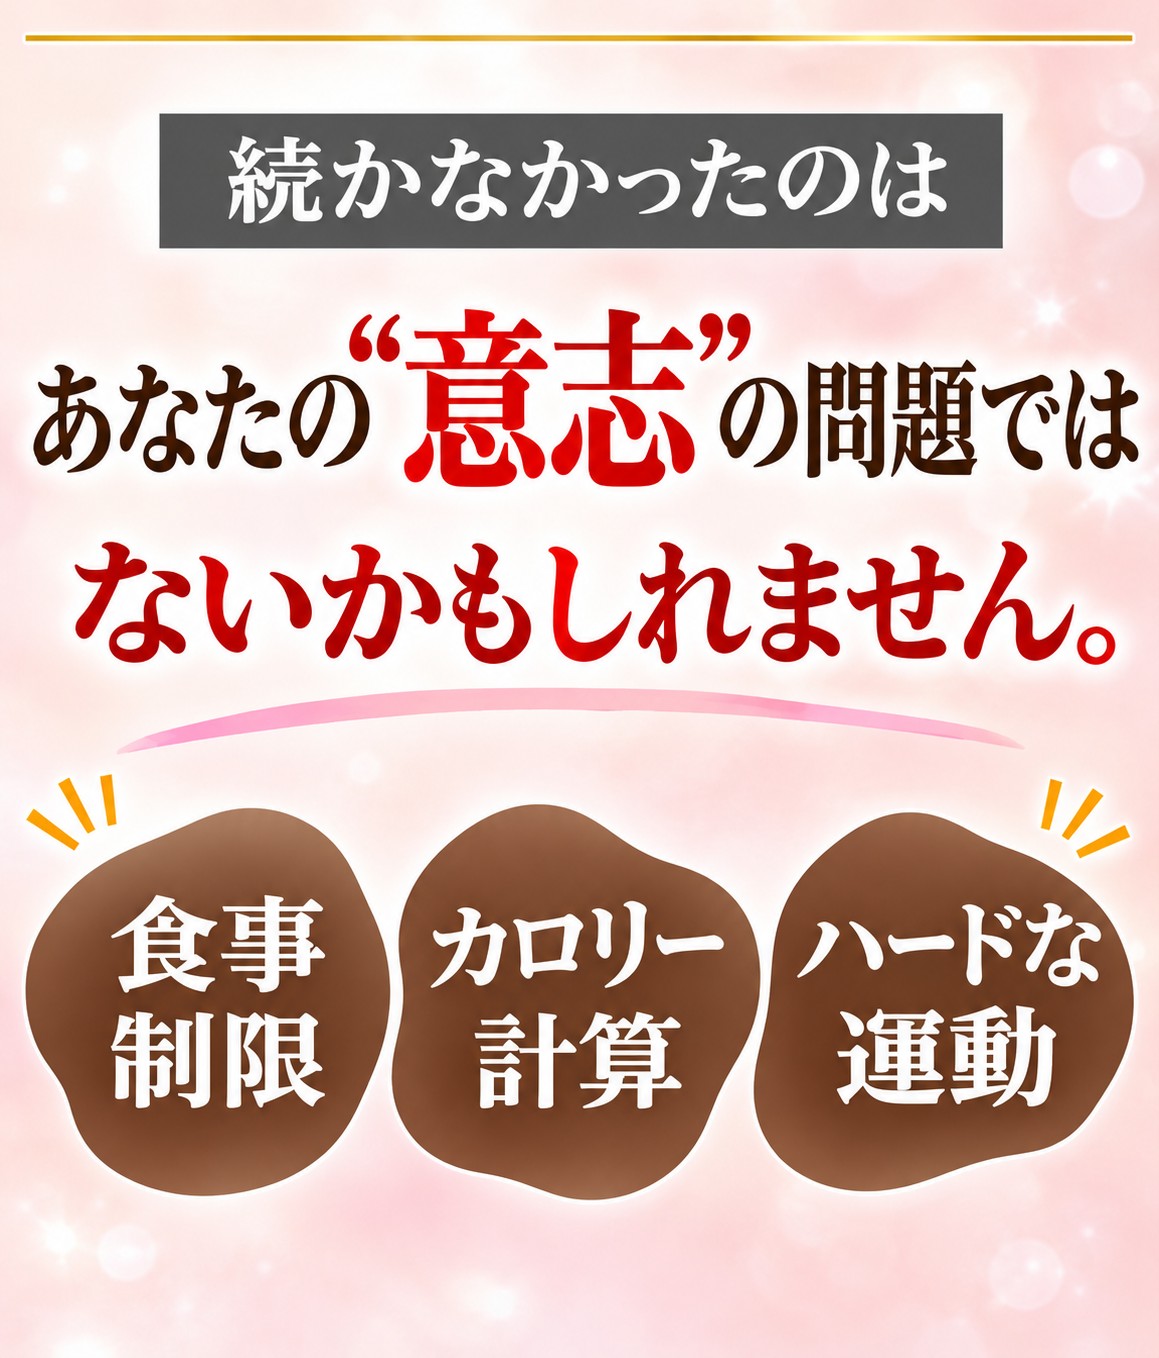 続かなかったのは
あなたの“意志”の問題では
ないかもしれません。
食事
制限
カロリー
計算
ハードな
運動